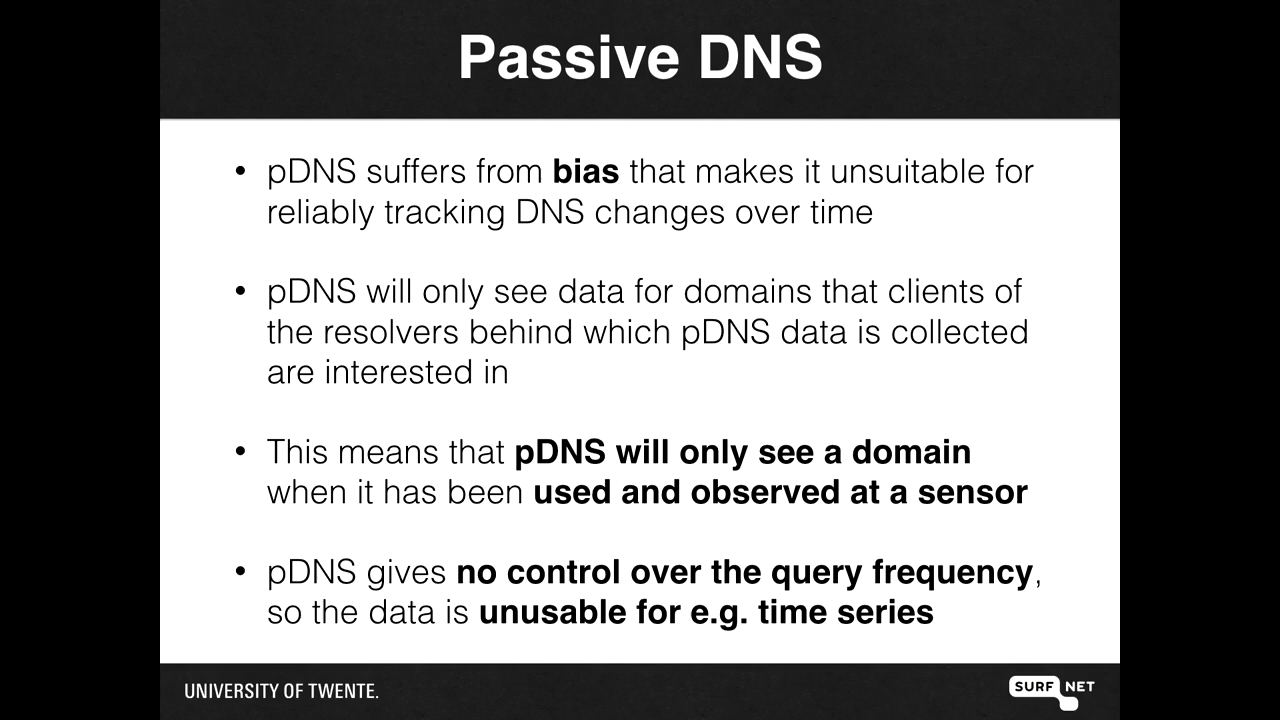 Passive DNS
• pDNS suffers from bias that makes it unsuitable for
reliably tracking DNS changes over time
• pDNS will only see data for domains that clients of
the resolvers behind which pDNS data is collected
are interested in
• This means that pDNS will only see a domain
when it has been used and observed at a sensor
• pDNS gives no control over the query frequency,
so the data is unusable for e.g. time series
UNIVERSITY OF TWENTE.
SURF NET